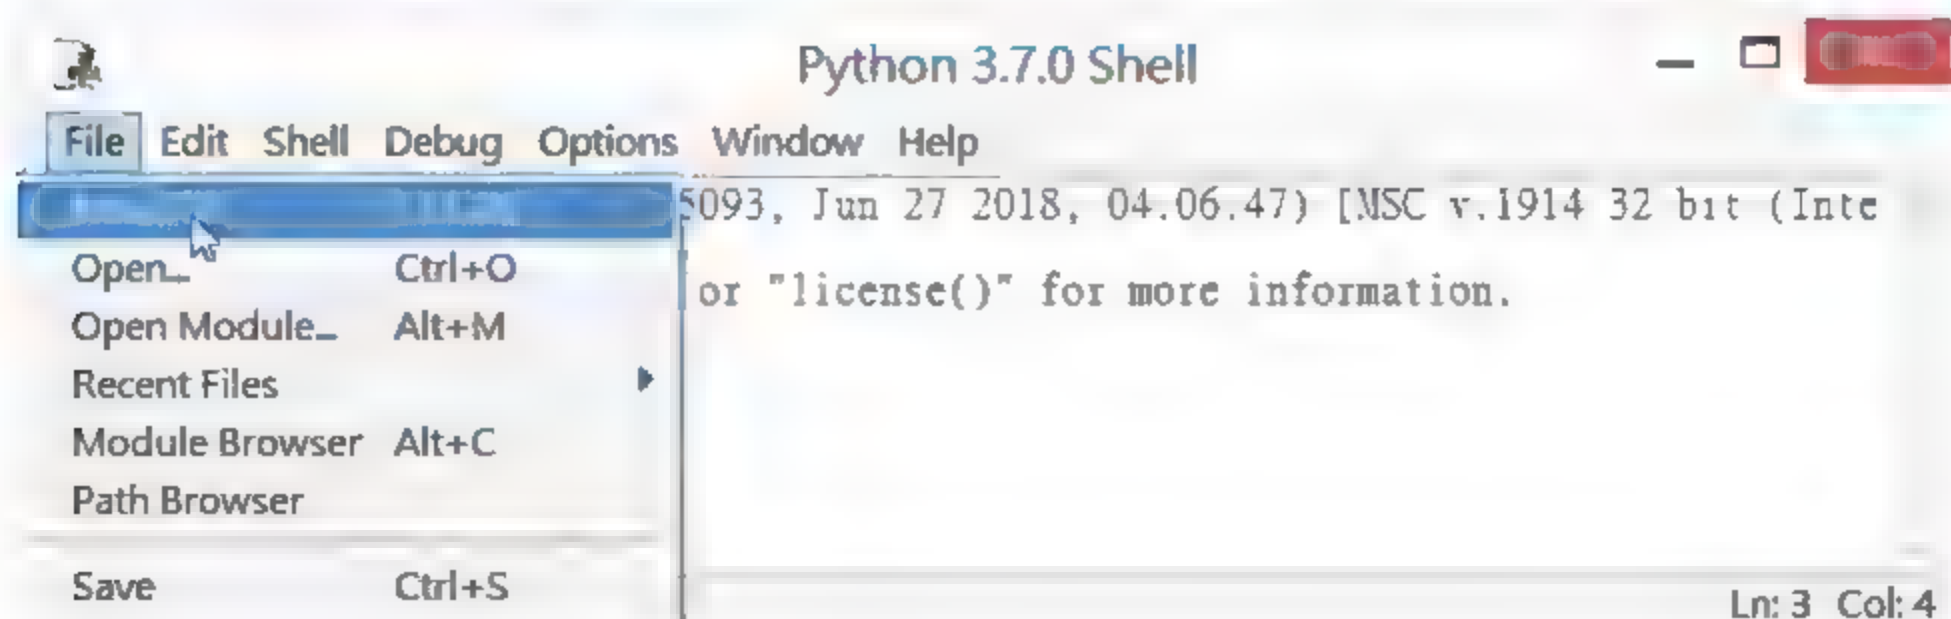 Python 3.7.0 Shell
File Edit Shell Debug Options Window Help
5093, Jun 27 2018, 04.06.47) [MSC v.1914 32 bit (Inte
Open... Ctrl+O
or "license()" for more information.
Open Module... Alt+M
Recent Files
Module Browser Alt+C
Path Browser
Save Ctrl+S
Ln: 3 Col: 4